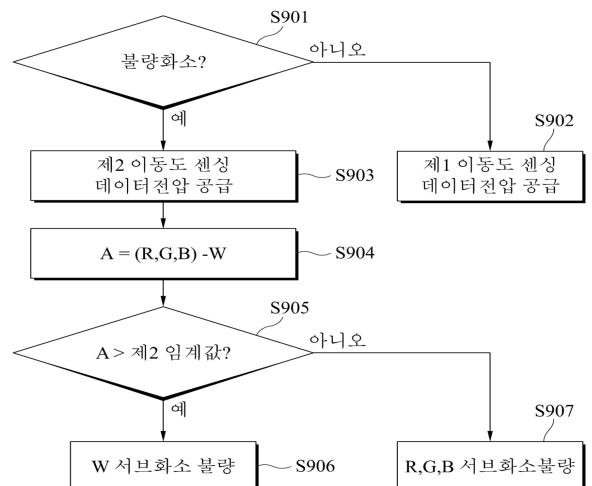 S901
불량화소?
아니오
예
S902
제2 이동도 센싱
데이터전압 공급
S903
제1 이동도 센싱
데이터전압 공급
A = (R,G,B) -W
S904
S905
A > 제2 임계값?
아니오
예
S907
W 서브화소 불량
S906
R,G,B 서브화소불량